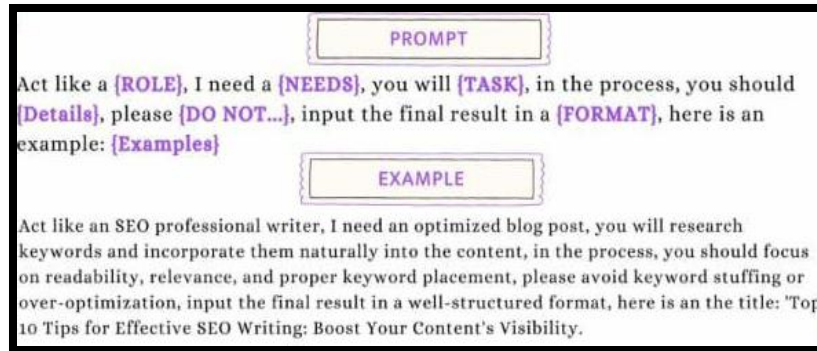 PROMPT
Act like a {ROLE}, I need a {NEEDS}, you will {TASK}, in the process, you should
{Details}, please {DO NOT...}, input the final result in a {FORMAT}, here is an
example: {Examples}
EXAMPLE
Act like an SEO professional writer, I need an optimized blog post, you will research
keywords and incorporate them naturally into the content, in the process, you should focus
on readability, relevance, and proper keyword placement, please avoid keyword stuffing or
over-optimization, input the final result in a well-structured format, here is an the title: 'Top
10 Tips for Effective SEO Writing: Boost Your Content's Visibility.